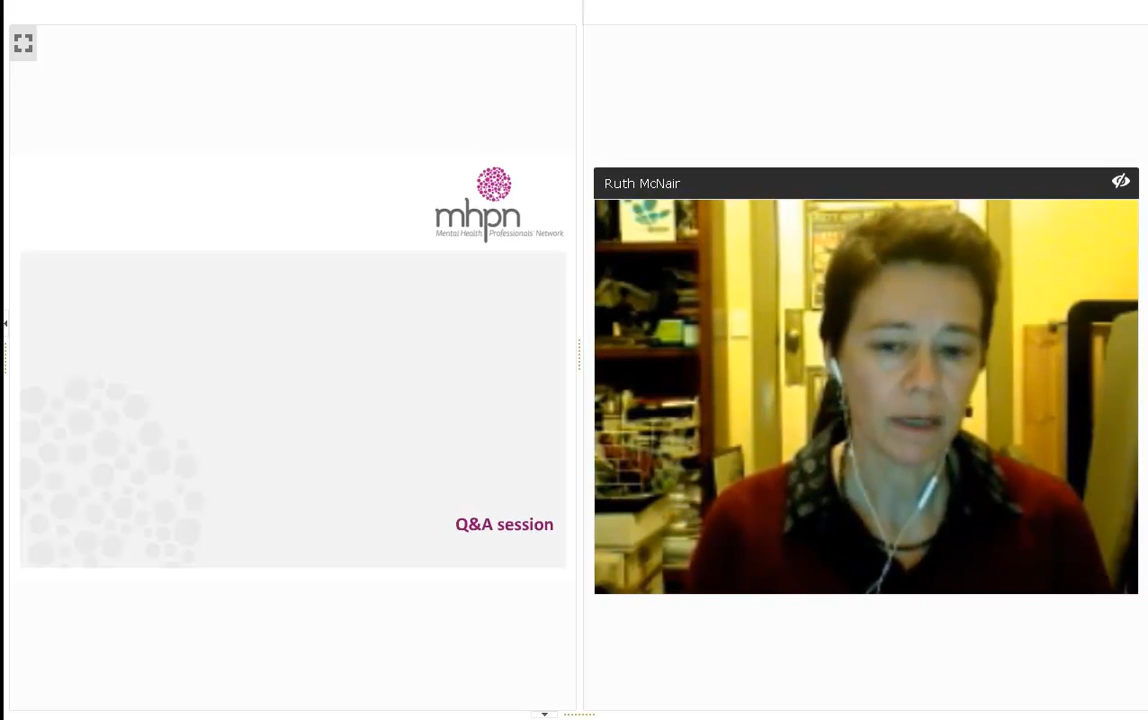 mhpn
Mental Health Professionals' Network
Q&A session
Ruth McNair